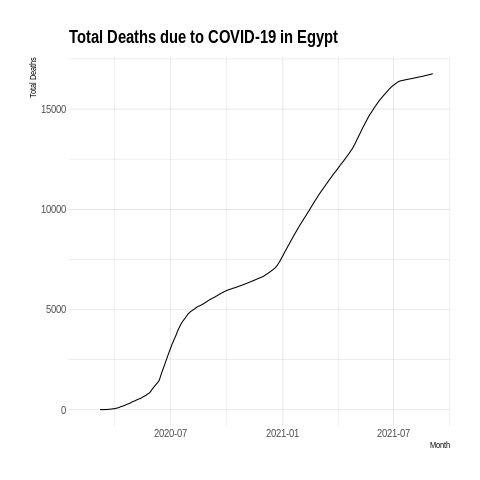 Total Deaths due to COVID-19 in Egypt
Total Deaths
15000
10000
5000
0
2020-07 2021-01 2021-07
Month